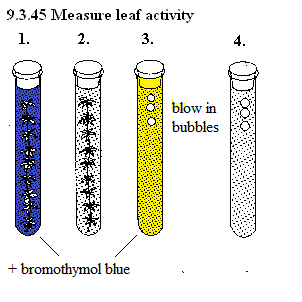 9.3.45 Measure leaf activity
1. 2. 3. 4.
blow in
bubbles
+ bromothymol blue